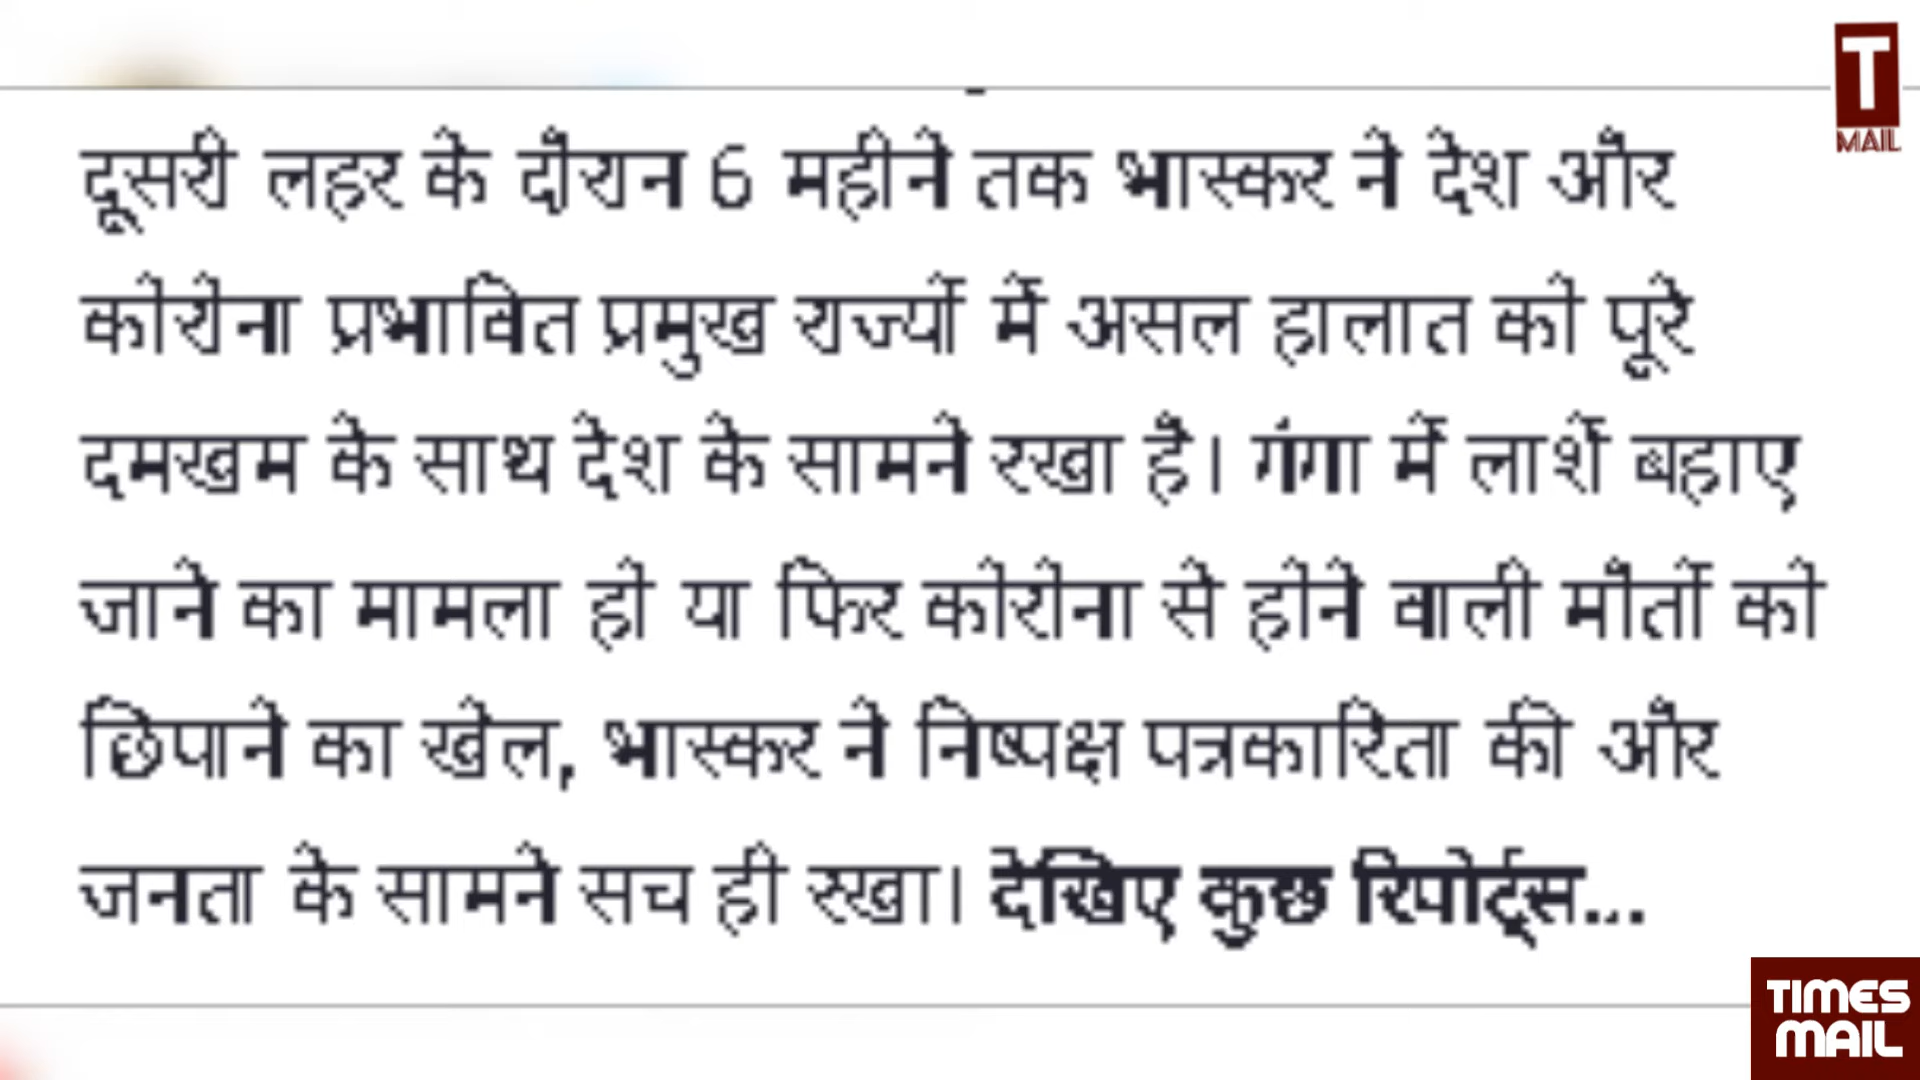 T
MAIL
दूसरी लहर के दौरान 6 महीने तक भास्कर ने देश और
कोरोना प्रभावित प्रमुख राज्यों में असल हालात को पूरे
दमखम के साथ देश के सामने रखा है। गंगा में लाशें बहाए
जाने का मामला हो या फिर कोरोना से होने वाली मौतों को
छिपाने का खेल, भास्कर ने निष्पक्ष पत्रकारिता की और
जनता के सामने सच ही रखा। देखिए कुछ रिपोर्ट्स...
TIMES
MAIL